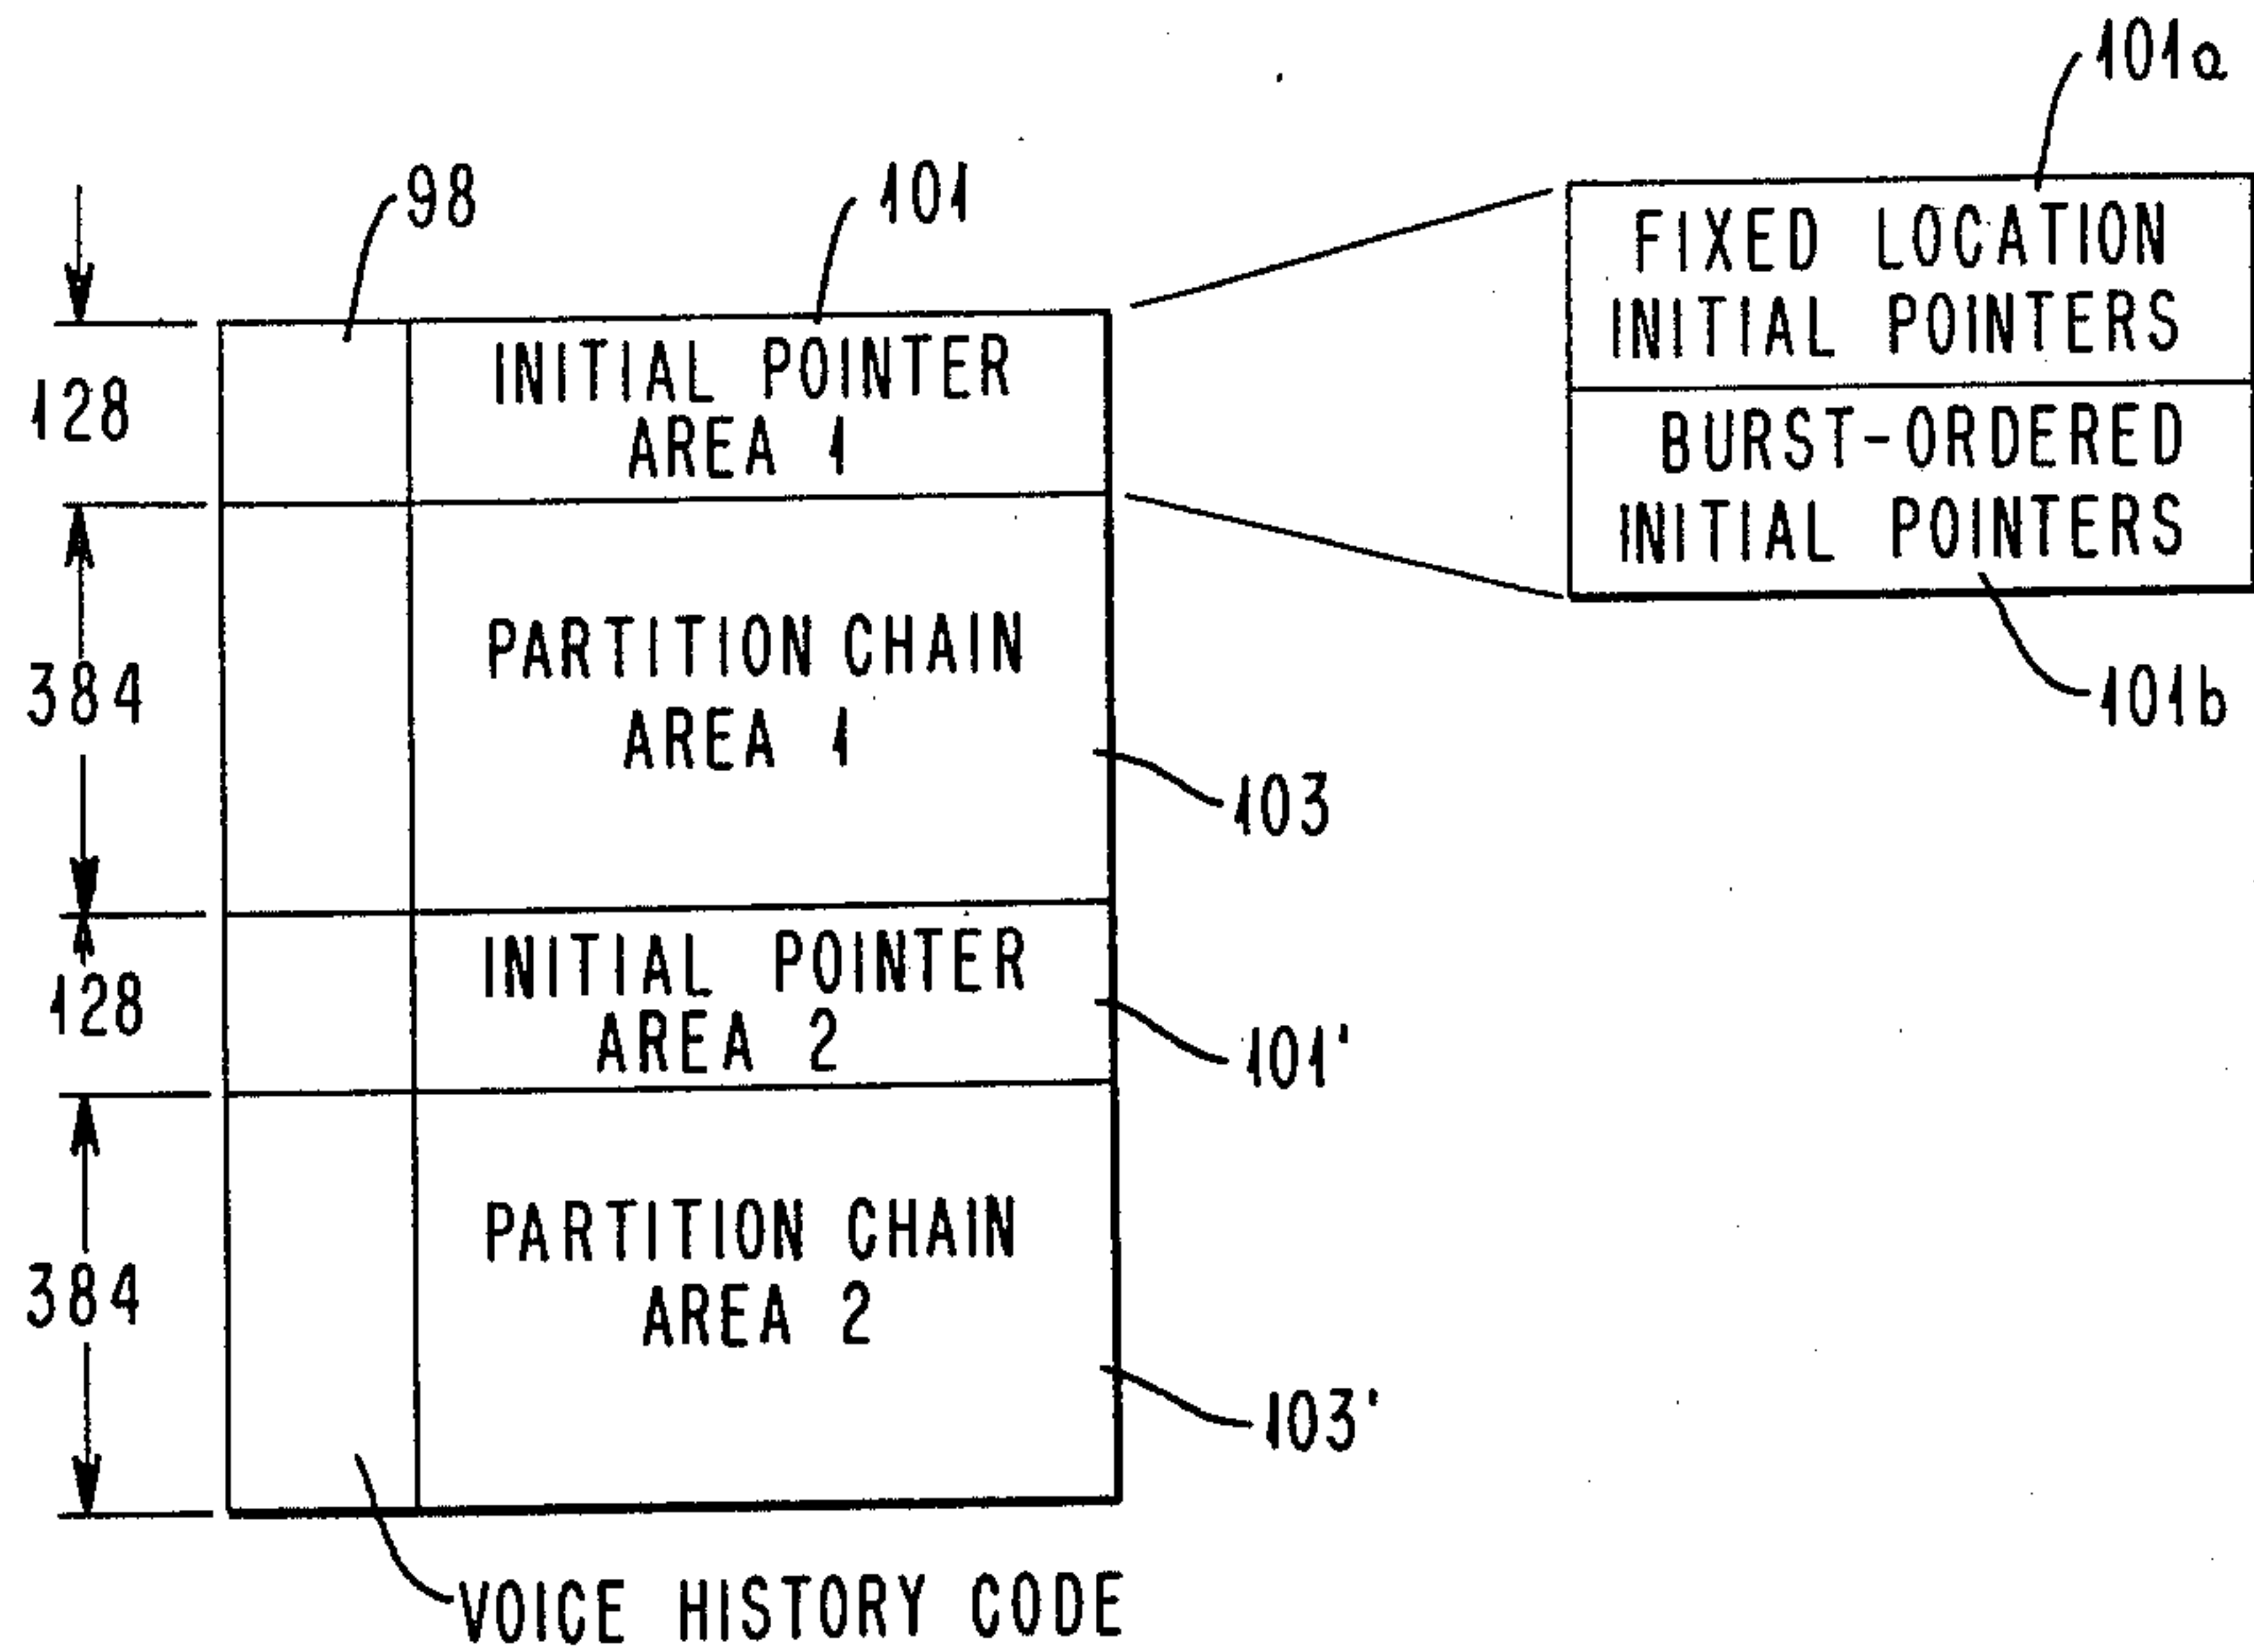 101a
98
101
FIXED LOCATION
INITIAL POINTERS
128
INITIAL POINTER
AREA 1
BURST-ORDERED
INITIAL POINTERS
384
PARTITION CHAIN
AREA 1
101b
103
128
INITIAL POINTER
AREA 2
101'
384
PARTITION CHAIN
AREA 2
103'
VOICE HISTORY CODE